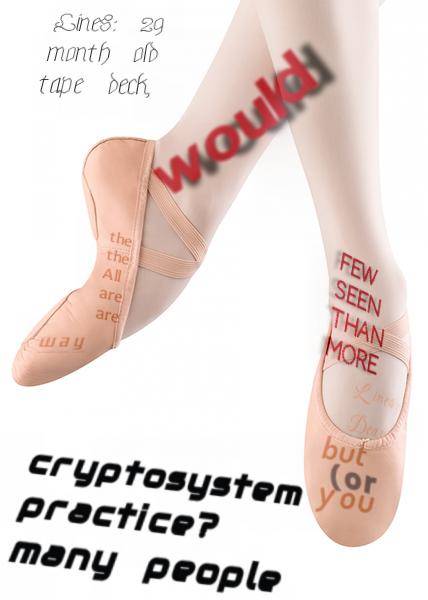 Lines: 29
month old
tape deck,
would
the
the
All
are
are
way
FEW
SEEN
THAN
MORE
Lines
but
(or
you
cryptosystem
practice?
many people